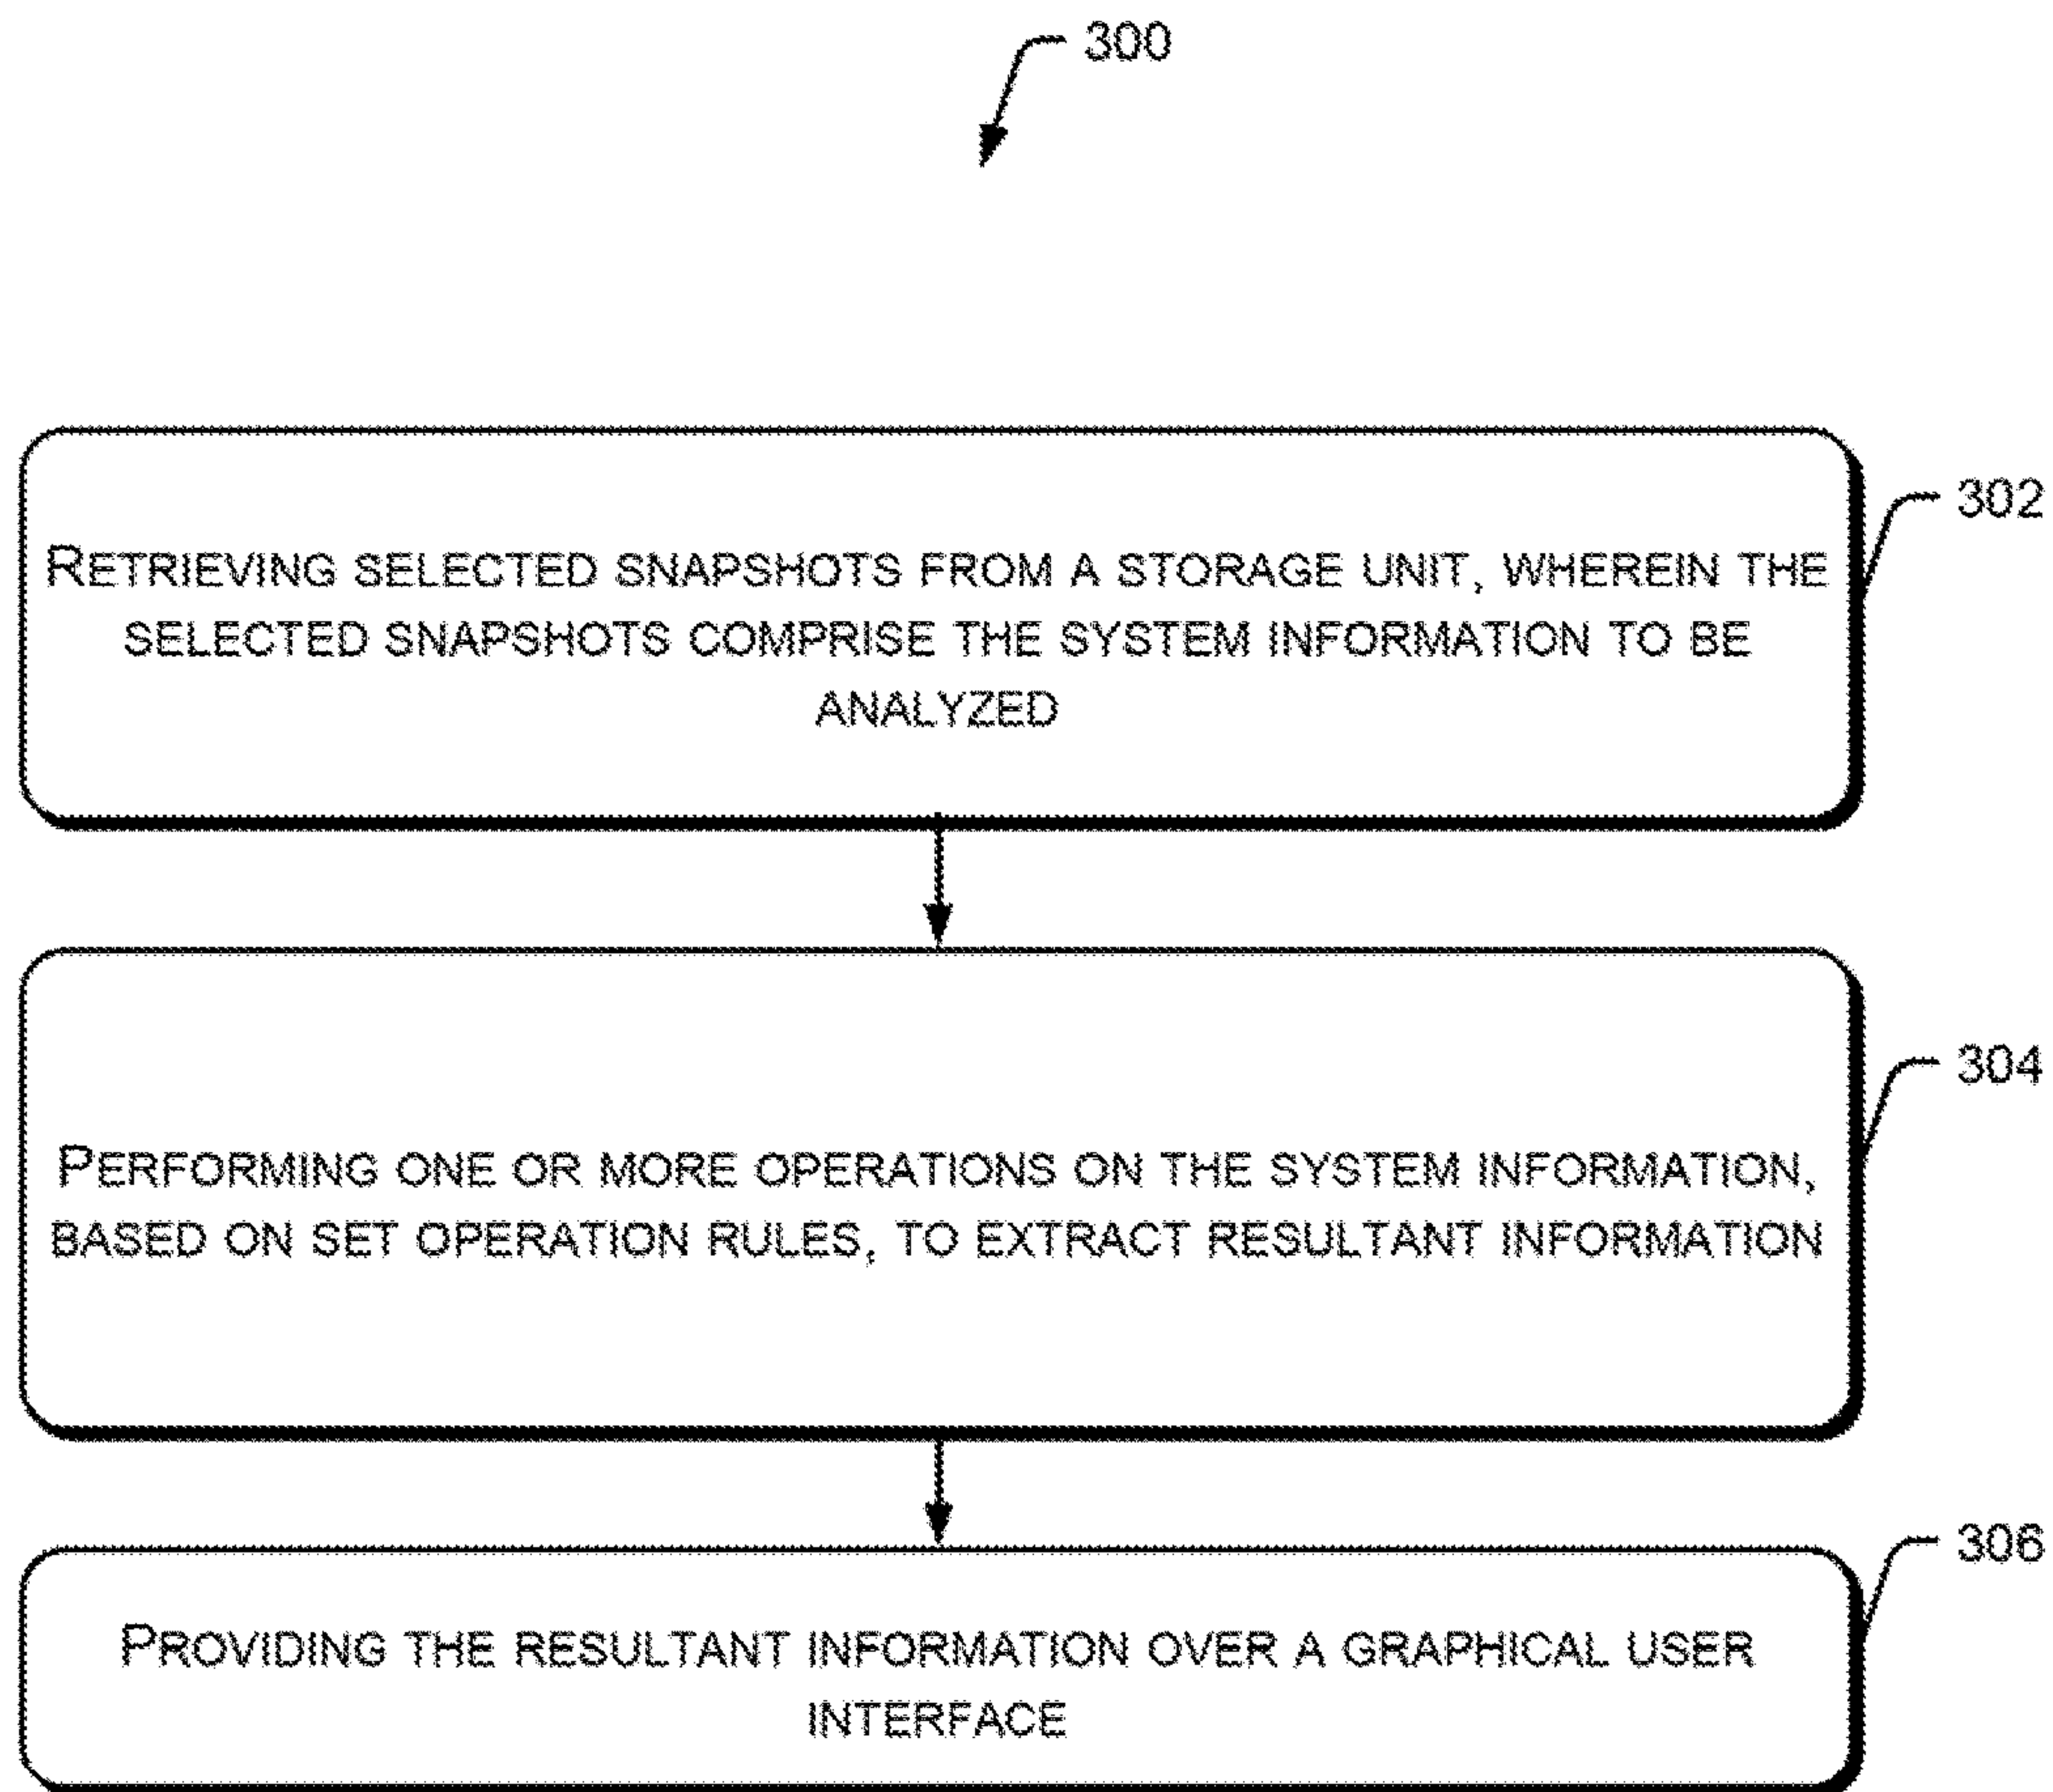 300
302
RETRIEVING SELECTED SNAPSHOTS FROM A STORAGE UNIT, WHEREIN THE
SELECTED SNAPSHOTS COMPRISE THE SYSTEM INFORMATION TO BE
ANALYZED
304
PERFORMING ONE OR MORE OPERATIONS ON THE SYSTEM INFORMATION,
BASED ON SET OPERATION RULES, TO EXTRACT RESULTANT INFORMATION
306
PROVIDING THE RESULTANT INFORMATION OVER A GRAPHICAL USER
INTERFACE